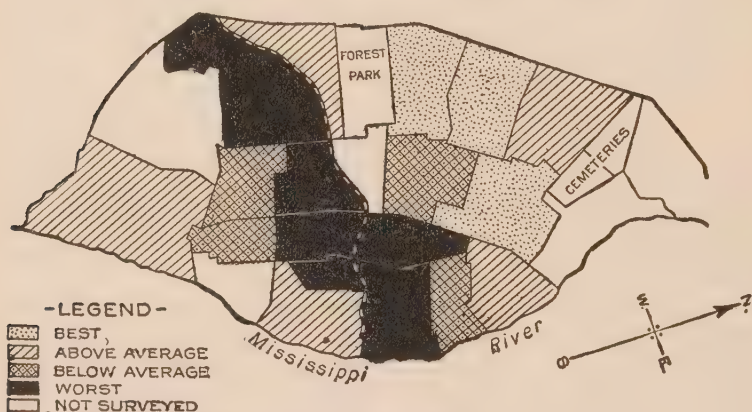 FOREST
PARK
CEMETERIES
-LEGEND-
BEST,
ABOVE AVERAGE
BELOW AVERAGE
WORST
NOT SURVEYED
Mississippi River
N
S